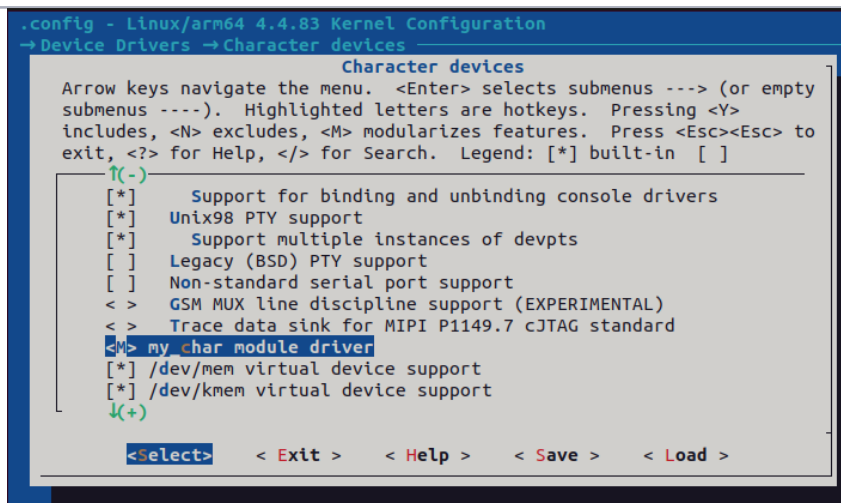 .config - Linux/arm64 4.4.83 Kernel Configuration
→ Device Drivers → Character devices
Character devices
Arrow keys navigate the menu.  <Enter> selects submenus ---> (or empty
submenus ----).  Highlighted letters are hotkeys.  Pressing <Y>
includes, <N> excludes, <M> modularizes features.  Press <Esc><Esc> to
exit, <?> for Help, </> for Search.  Legend: [*] built-in  [ ]
↑(-)
[*]     Support for binding and unbinding console drivers
[*]   Unix98 PTY support
[*]     Support multiple instances of devpts
[ ]   Legacy (BSD) PTY support
[ ]   Non-standard serial port support
< >   GSM MUX line discipline support (EXPERIMENTAL)
< >   Trace data sink for MIPI P1149.7 cJTAG standard
<M> my_char module driver
[*] /dev/mem virtual device support
[*] /dev/kmem virtual device support
↓(+)
<Select>    < Exit >    < Help >    < Save >    < Load >